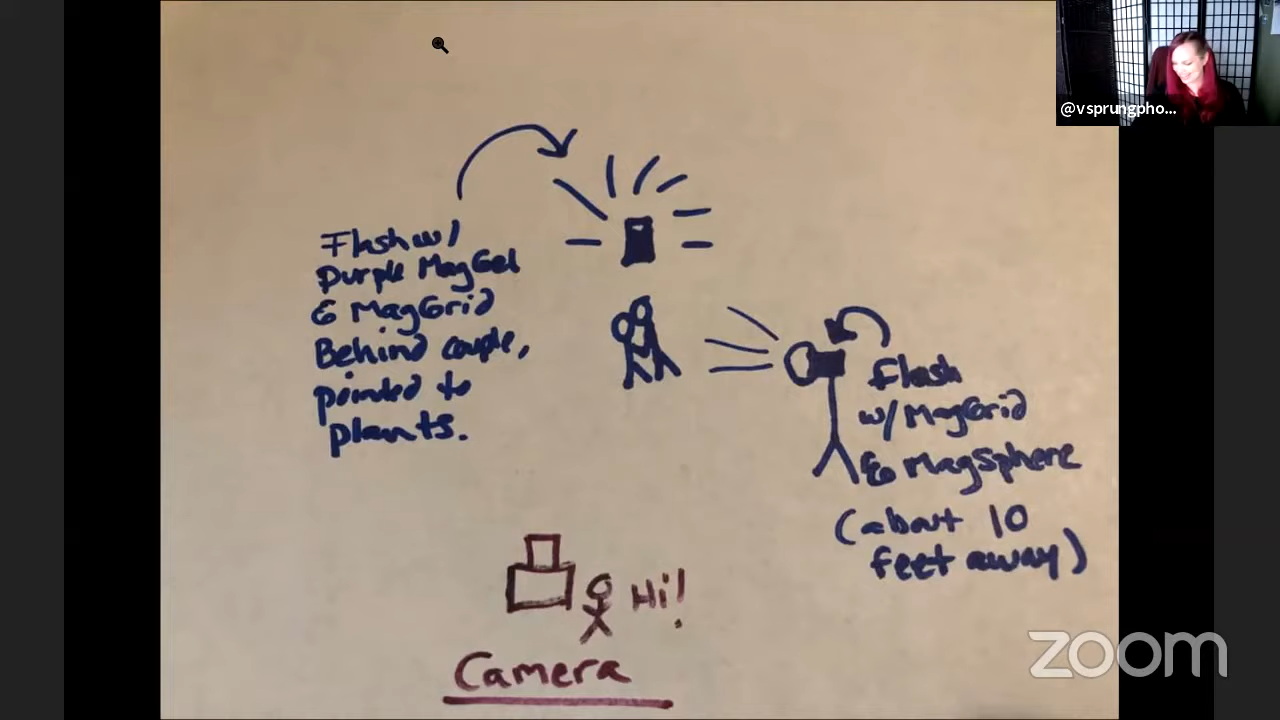 @vsprungpho...
Flash w/
Purple MagGel
& MagGrid
Behind couple,
pointed to
plants.
flash
w/ MagGrid
& MagSphere
(about 10
feet away)
Hi!
Camera
zoom